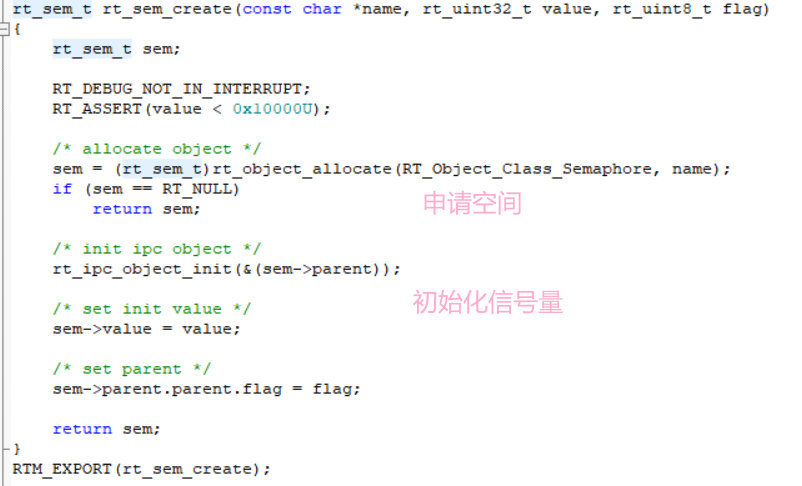 rt_sem_t rt_sem_create(const char *name, rt_uint32_t value, rt_uint8_t flag)
{
    rt_sem_t sem;

    RT_DEBUG_NOT_IN_INTERRUPT;
    RT_ASSERT(value < 0x10000U);

    /* allocate object */
    sem = (rt_sem_t)rt_object_allocate(RT_Object_Class_Semaphore, name);
    if (sem == RT_NULL)
        return sem;
申请空间

    /* init ipc object */
    rt_ipc_object_init(&(sem->parent));
初始化信号量

    /* set init value */
    sem->value = value;

    /* set parent */
    sem->parent.parent.flag = flag;

    return sem;
}
RTM_EXPORT(rt_sem_create);